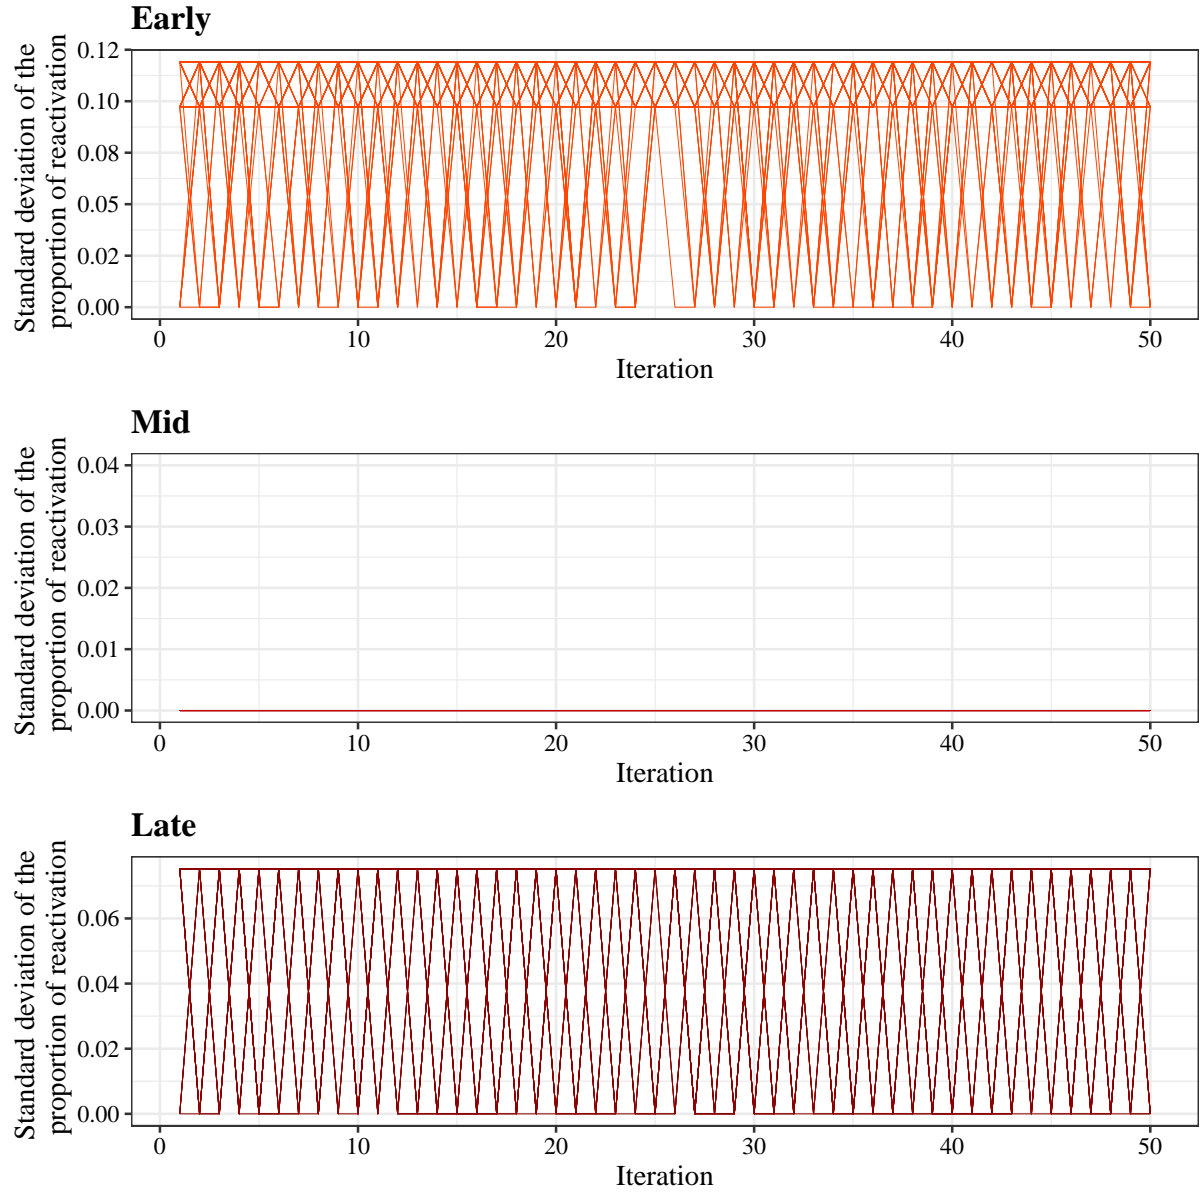 Early
Standard deviation of the
proportion of reactivation
0.12
0.10
0.08
0.05
0.02
0.00
0 10 20 30 40 50
Iteration
Mid
Standard deviation of the
proportion of reactivation
0.04
0.03
0.02
0.01
0.00
0 10 20 30 40 50
Iteration
Late
Standard deviation of the
proportion of reactivation
0.06
0.04
0.02
0.00
0 10 20 30 40 50
Iteration